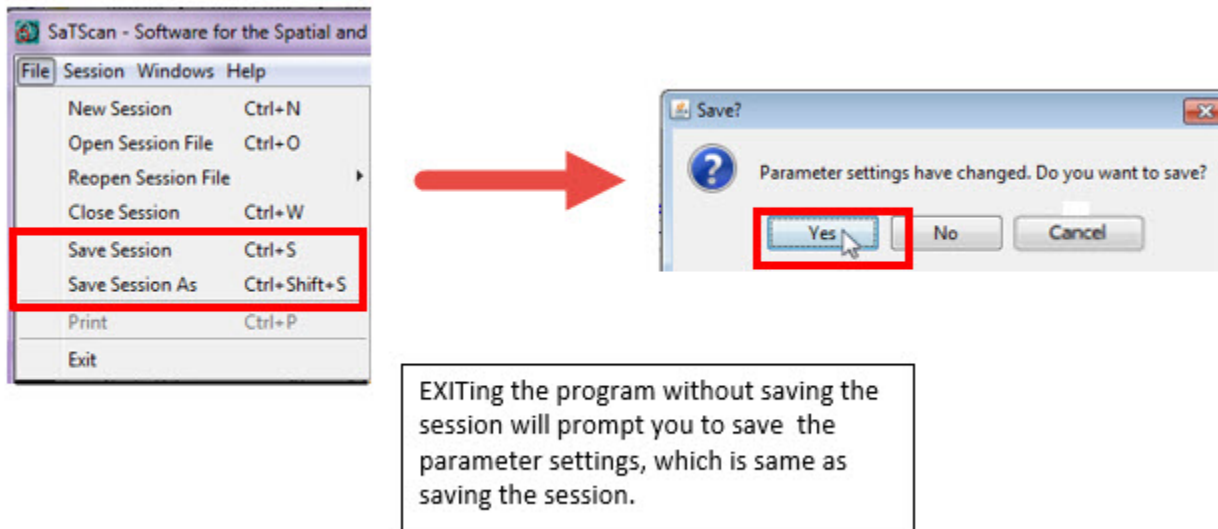 SaTScan - Software for the Spatial and
File Session Windows Help
New Session Ctrl+N
Open Session File Ctrl+O
Reopen Session File
Close Session Ctrl+W
Save Session Ctrl+S
Save Session As Ctrl+Shift+S
Print Ctrl+P
Exit
Save?
Parameter settings have changed. Do you want to save?
Yes No Cancel
EXITing the program without saving the
session will prompt you to save the
parameter settings, which is same as
saving the session.